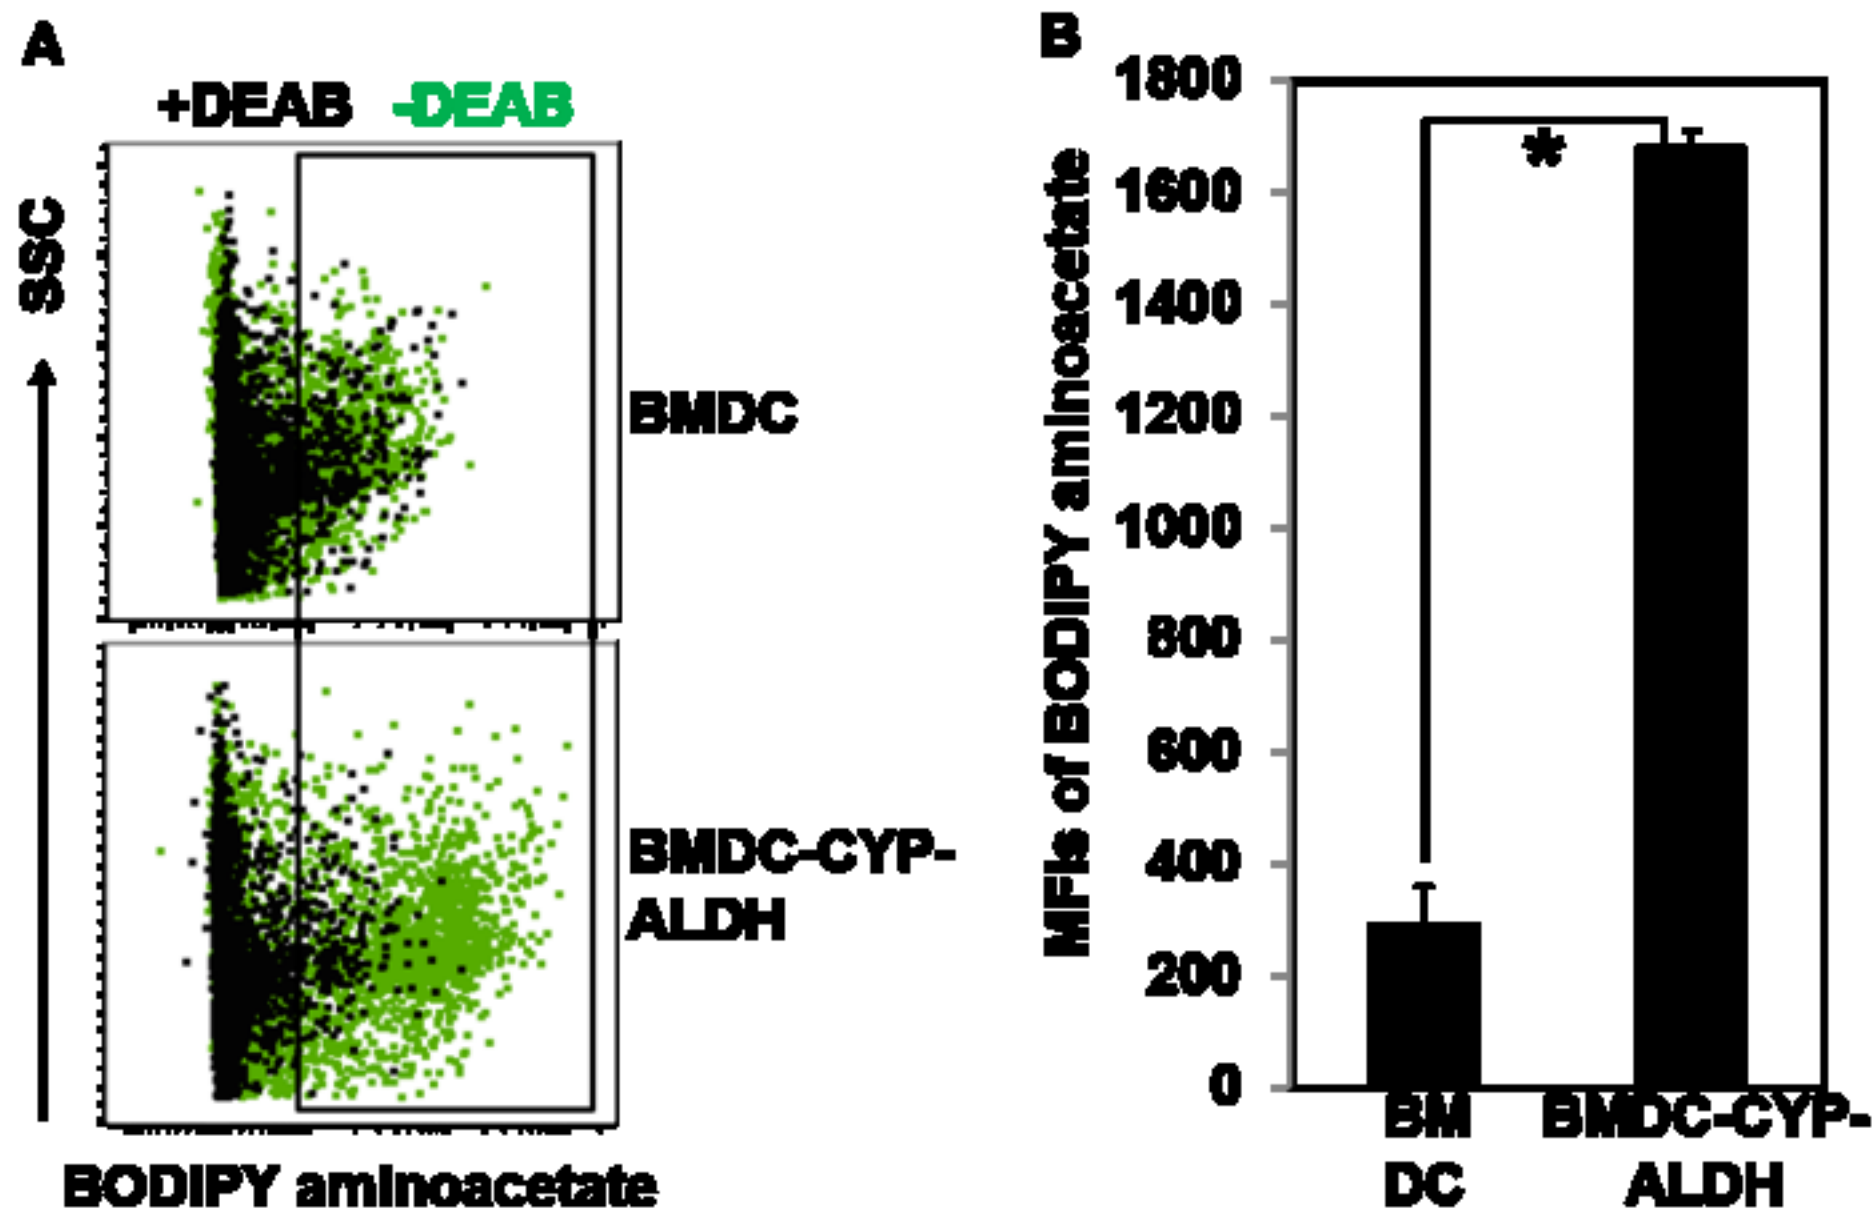 A
+DEAB -DEAB
SSC
BMDC
BMDC-CYP-
ALDH
BODIPY aminoacetate
B
MFIs of BODIPY aminoacetate
1800
1600
1400
1200
1000
800
600
400
200
0
*
BM
DC
BMDC-CYP-
ALDH